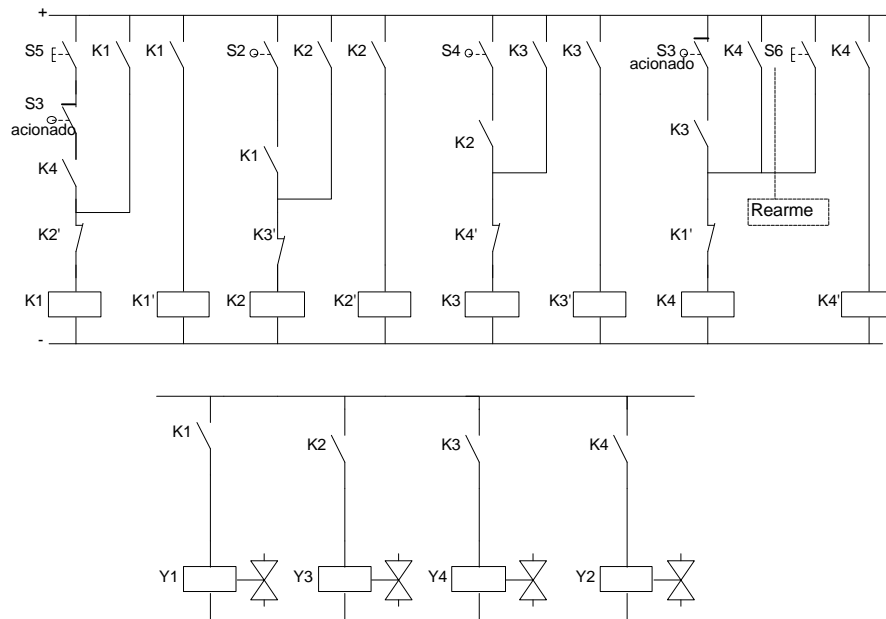 +
S5 K1 K1 S2 K2 K2 S4 K3 K3 S3 K4 S6 K4
acionado
S3
acionado
K2 K3
K1
K4
Rearme
K2' K3' K4' K1'
K1 K1' K2 K2' K3 K3' K4 K4'
-
K1 K2 K3 K4
Y1 Y3 Y4 Y2